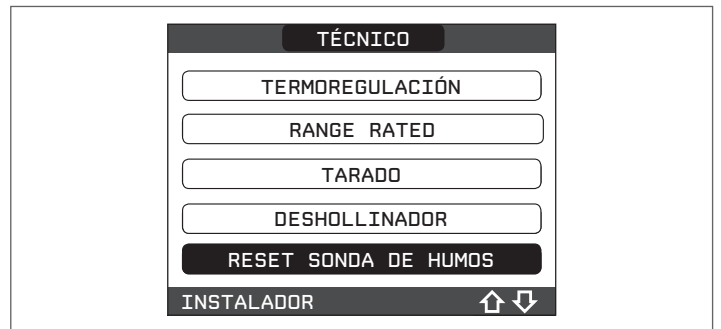 TÉCNICO
TERMOREGULACIÓN
RANGE RATED
TARADO
DESHOLLINADOR
RESET SONDA DE HUMOS
INSTALADOR